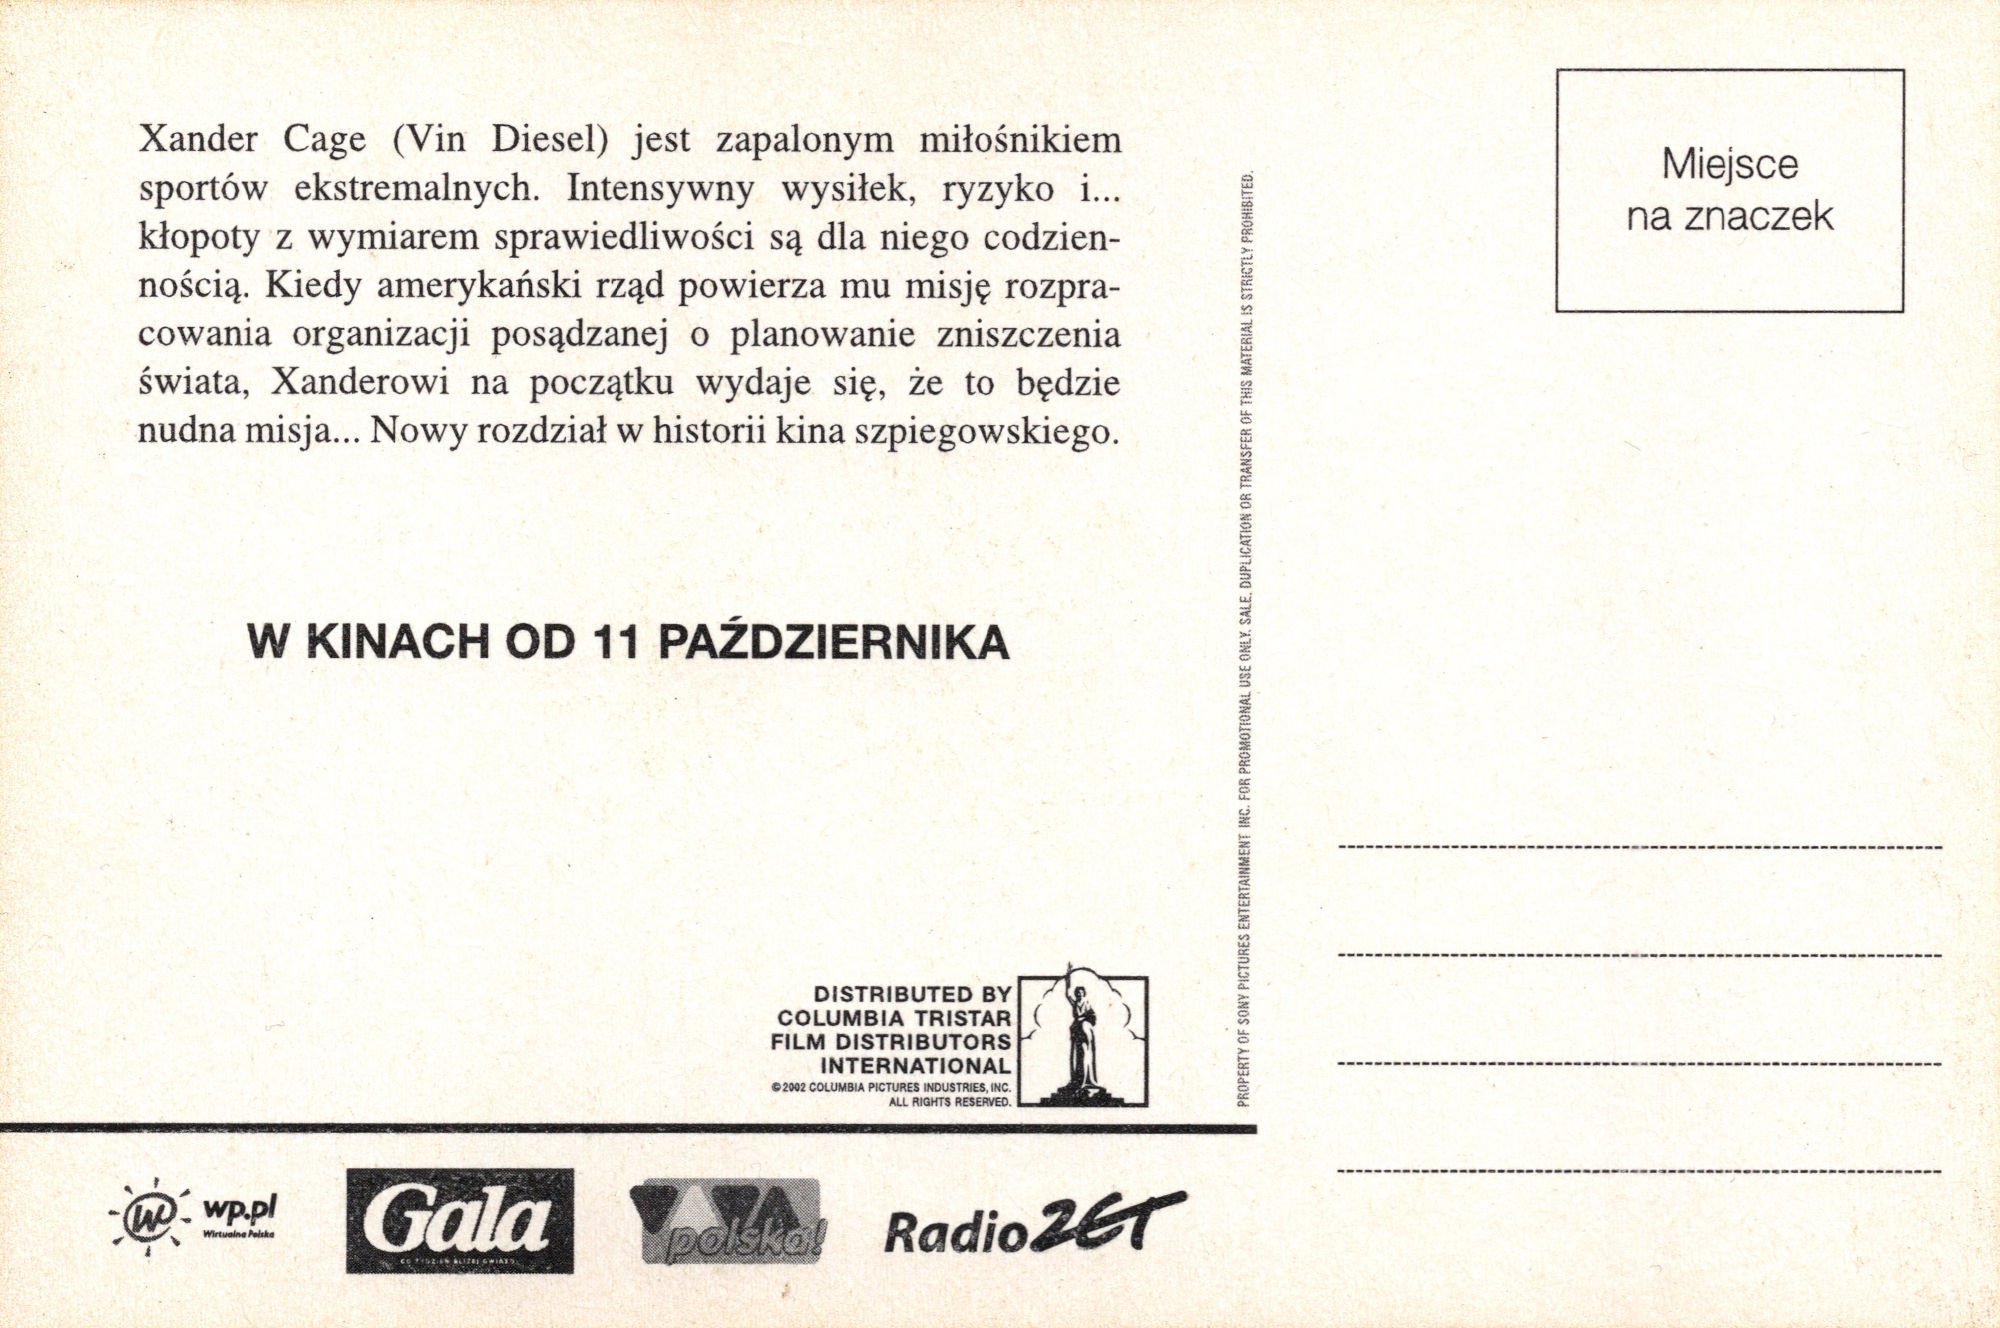 Xander Cage (Vin Diesel) jest zapalonym miłośnikiem
sportów ekstremalnych. Intensywny wysiłek, ryzyko i...
kłopoty z wymiarem sprawiedliwości są dla niego codzien-
nością. Kiedy amerykański rząd powierza mu misję rozpra-
cowania organizacji posądzanej o planowanie zniszczenia
świata, Xanderowi na początku wydaje się, że to będzie
nudna misja... Nowy rozdział w historii kina szpiegowskiego.
W KINACH OD 11 PAŹDZIERNIKA
DISTRIBUTED BY
COLUMBIA TRISTAR
FILM DISTRIBUTORS
INTERNATIONAL
©2002 COLUMBIA PICTURES INDUSTRIES, INC.
ALL RIGHTS RESERVED.
wp.pl
Wirtualna Polska
Gala
CO TYDZIEŃ BLIŻEJ GWIAZD
VIVA
polska!
Radio ZET
PROPERTY OF SONY PICTURES ENTERTAINMENT INC. FOR PROMOTIONAL USE ONLY. SALE, DUPLICATION OR TRANSFER OF THIS MATERIAL IS STRICTLY PROHIBITED.
Miejsce
na znaczek